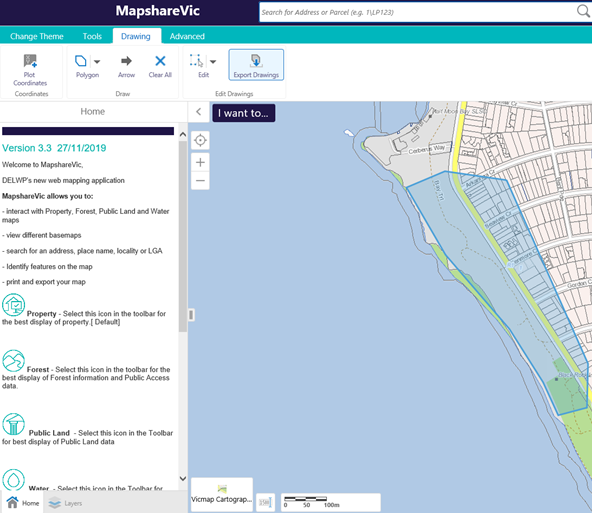 MapshareVic
Search for Address or Parcel (e.g. 1\LP123)
Change Theme Tools Drawing Advanced
Plot
Coordinates
Polygon Arrow Clear All Edit Export Drawings
Coordinates Draw Edit Drawings
Home
I want to...
Version 3.3 27/11/2019
Welcome to MapshareVic,
DELWP's new web mapping application
MapshareVic allows you to:
- interact with Property, Forest, Public Land and Water
maps
- view different basemaps
- search for an address, place name, locality or LGA
- Identify features on the map
- print and export your map
Property - Select this icon in the toolbar for
the best display of property.[ Default]
Forest - Select this icon in the toolbar for the
best display of Forest information and Public Access
data.
Public Land - Select this icon in the Toolbar
for best display of Public Land data
Water - Select this icon in the Toolbar for
Home Layers
Bay SLSC
Cerberus Way
Bay Trl
Gordon C
Vicmap Cartograp...
0 50 100m